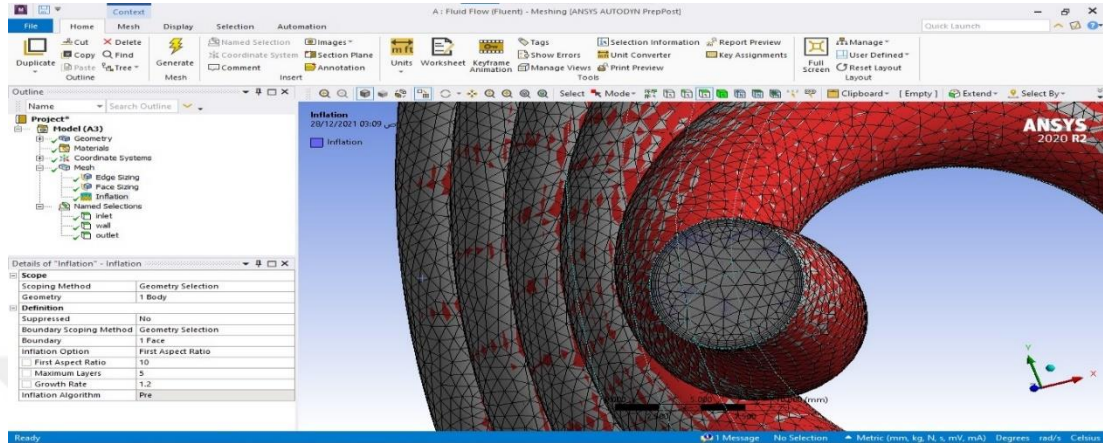 Context
A : Fluid Flow (Fluent) - Meshing [ANSYS AUTODYN PrepPost]
File Home Mesh Display Selection Automation
Quick Launch
Duplicate
Cut
Copy
Paste
Delete
Find
Tree
Outline
Generate
Mesh
Named Selection
Coordinate System
Comment
Images
Section Plane
Annotation
Insert
Units
Worksheet
Keyframe Animation
Tags
Show Errors
Manage Views
Selection Information
Unit Converter
Print Preview
Report Preview
Key Assignments
Tools
Full Screen
Manage
User Defined
Reset Layout
Layout
Outline
Name Search Outline
Select Mode Clipboard [ Empty ] Extend Select By
Project*
Model (A3)
Geometry
Materials
Coordinate Systems
Mesh
Edge Sizing
Face Sizing
Inflation
Named Selections
inlet
wall
outlet
Inflation
28/12/2021 03:09 ص
Inflation
ANSYS
2020 R2
Details of "Inflation" - Inflation
Scope
Scoping Method Geometry Selection
Geometry 1 Body
Definition
Suppressed No
Boundary Scoping Method Geometry Selection
Boundary 1 Face
Inflation Option First Aspect Ratio
First Aspect Ratio 10
Maximum Layers 5
Growth Rate 1.2
Inflation Algorithm Pre
5.000
(mm)
Y
X
Ready
1 Message No Selection Metric (mm, kg, N, s, mV, mA) Degrees rad/s Celsius